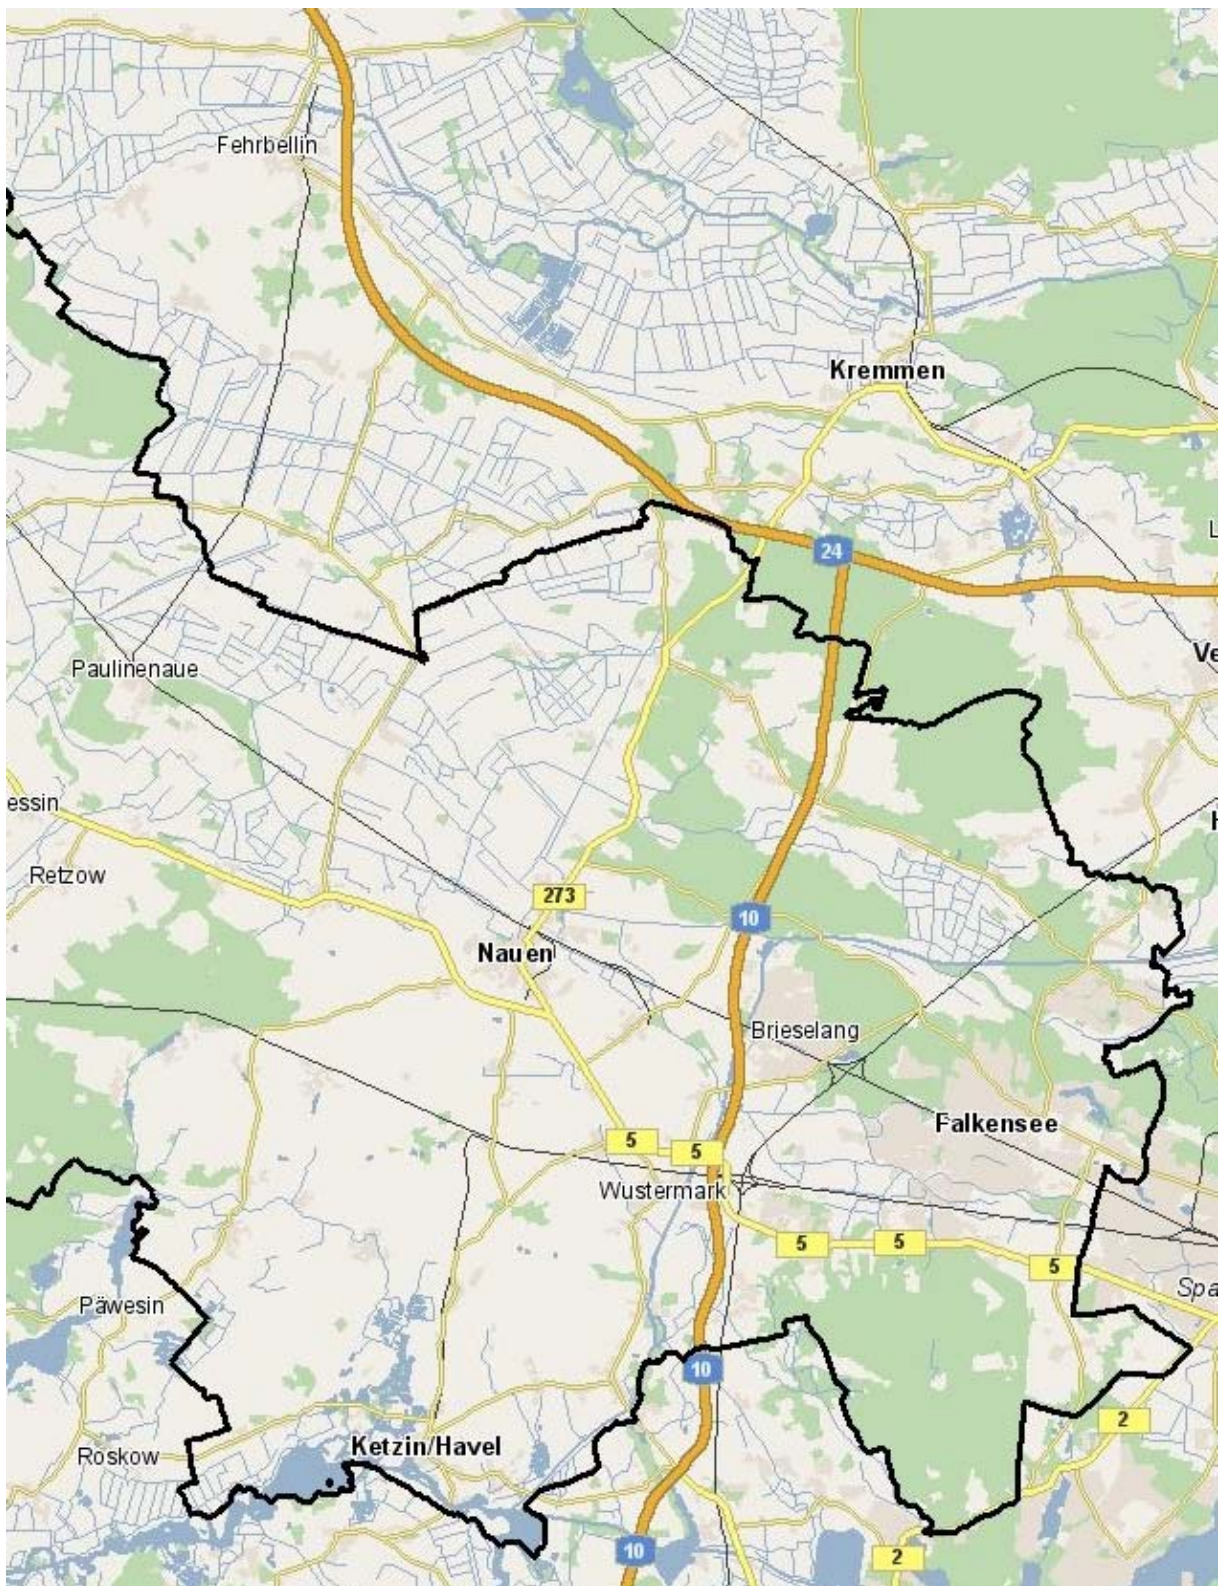 Fehrbellin
Kremmen
24
L
Ve
Paulinenaue
essin
H
Retzow
273
10
Nauen
Brieselang
5
5
Falkensee
Wustermark
5
5
5
Spa
Päwesin
10
2
Roskow
Ketzin/Havel
10
2